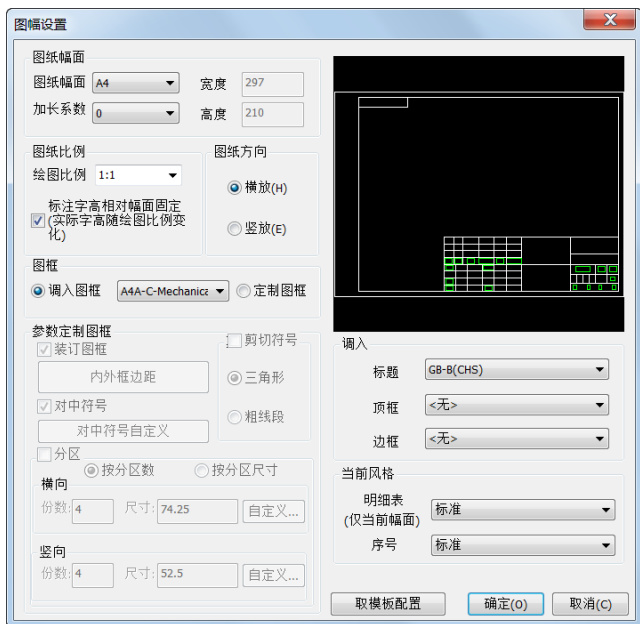 图幅设置
图纸幅面
图纸幅面 A4 宽度 297
加长系数 0 高度 210
图纸比例
绘图比例 1:1
标注字高相对幅面固定
(实际字高随绘图比例变
化)
图纸方向
横放(H)
竖放(E)
图框
调入图框 A4A-C-Mechanica 定制图框
参数定制图框
装订图框
内外框边距
对中符号
对中符号自定义
剪切符号
三角形
粗线段
分区
按分区数 按分区尺寸
横向
份数: 4 尺寸: 74.25 自定义...
竖向
份数: 4 尺寸: 52.5 自定义...
调入
标题 GB-B(CHS)
顶框 <无>
边框 <无>
当前风格
明细表
(仅当前幅面) 标准
序号 标准
取模板配置 确定(O) 取消(C)